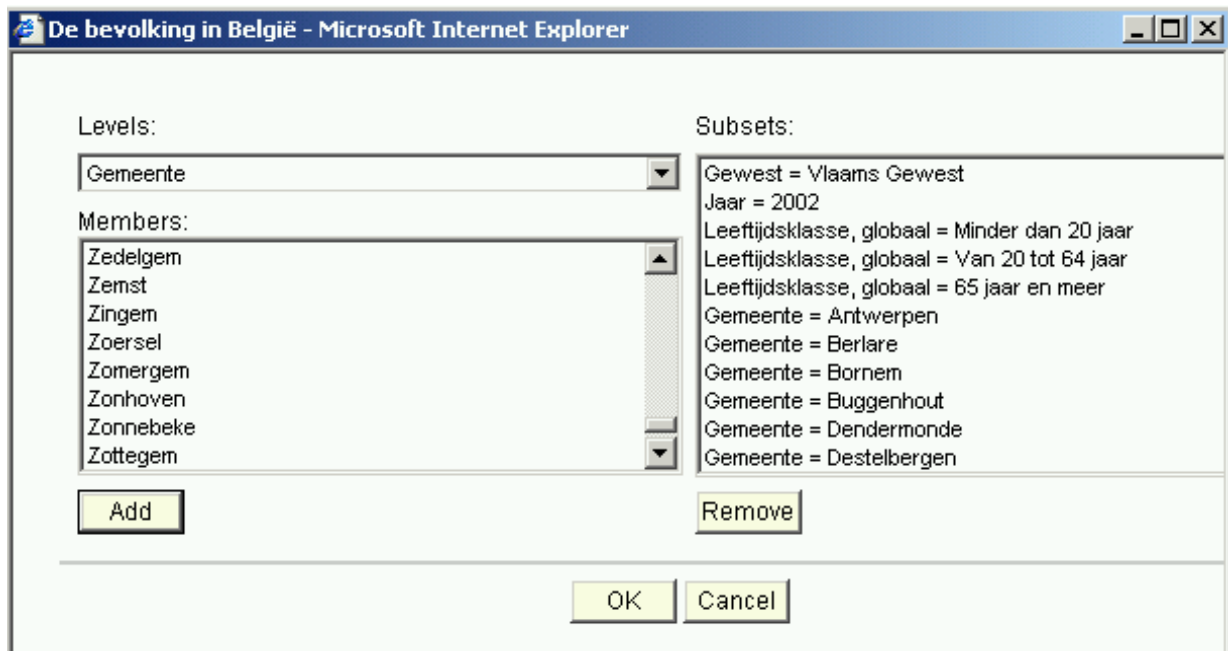 De bevolking in België - Microsoft Internet Explorer
Levels:
Gemeente
Members:
Zedelgem
Zemst
Zingem
Zoersel
Zomergem
Zonhoven
Zonnebeke
Zottegem
Add
Subsets:
Gewest = Vlaams Gewest
Jaar = 2002
Leeftijdsklasse, globaal = Minder dan 20 jaar
Leeftijdsklasse, globaal = Van 20 tot 64 jaar
Leeftijdsklasse, globaal = 65 jaar en meer
Gemeente = Antwerpen
Gemeente = Berlare
Gemeente = Bornem
Gemeente = Buggenhout
Gemeente = Dendermonde
Gemeente = Destelbergen
Remove
OK
Cancel